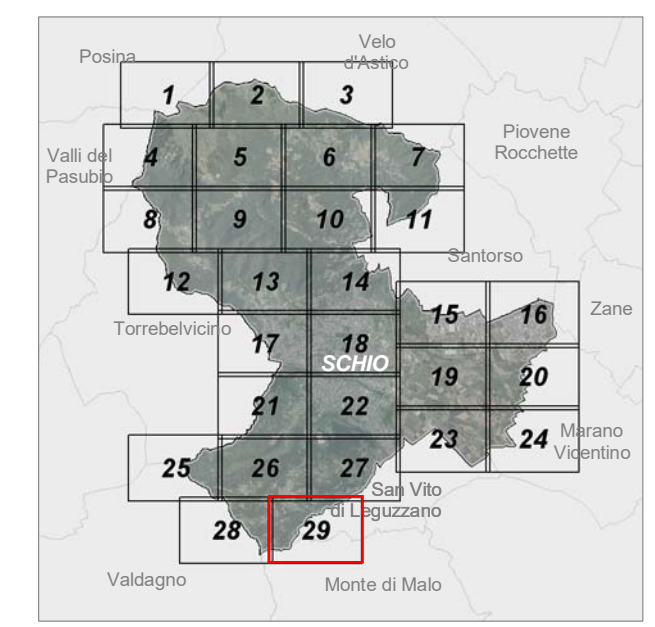 Velo
d'Astico
Posina
1 2 3
Piovene
Rocchette
Valli del
Pasubio
4 5 6 7
8 9 10 11
Santorso
12 13 14
Zane
15 16
Torrebelvicino
17 18
SCHIO
19 20
21 22
Marano
Vicentino
23 24
25 26 27
San Vito
di Leguzzano
28 29
Valdagno
Monte di Malo